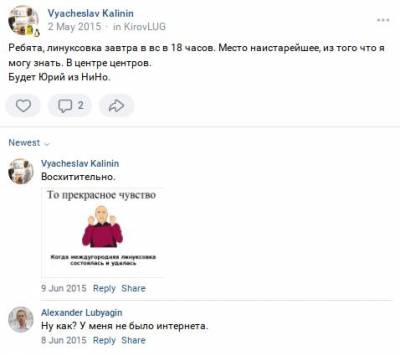 Vyacheslav Kalinin
2 May 2015 · in KirovLUG
Ребята, линуксовка завтра в вс в 18 часов. Место наистарейшее, из того что я
могу знать. В центре центров.
Будет Юрий из НиНо.
2
Newest
Vyacheslav Kalinin
Восхитительно.
То прекрасное чувство
Когда междугородняя линуксовка
состоялась и удалась
9 Jun 2015 Reply Share
Alexander Lubyagin
Ну как? У меня не было интернета.
8 Jun 2015 Reply Share